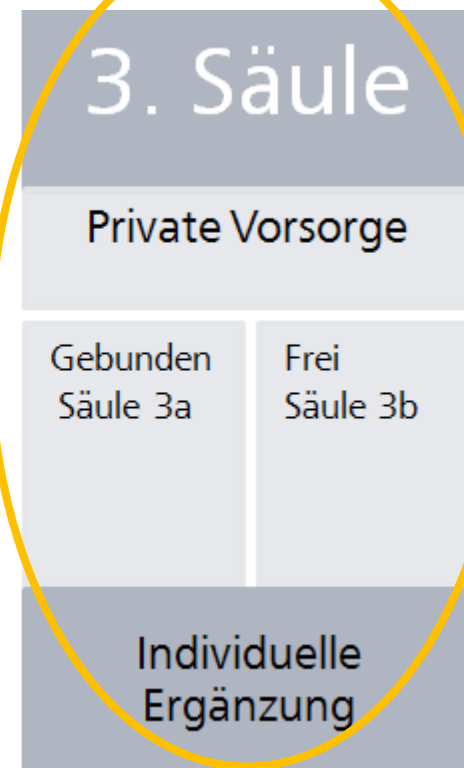 3. Säule
Private Vorsorge
Gebunden
Säule 3a
Frei
Säule 3b
Individuelle
Ergänzung